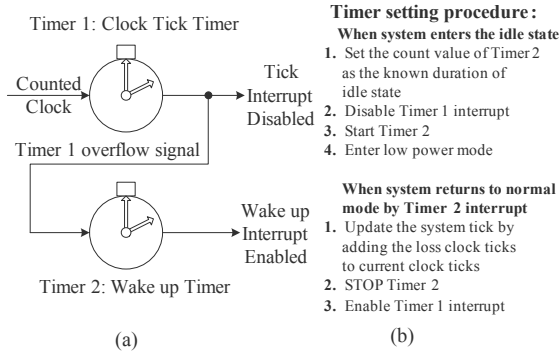 Timer 1: Clock Tick Timer
Counted
Clock
Tick
Interrupt
Disabled
Timer 1 overflow signal
Wake up
Interrupt
Enabled
Timer 2: Wake up Timer
(a)
Timer setting procedure:
When system enters the idle state
1. Set the count value of Timer 2
as the known duration of
idle state
2. Disable Timer 1 interrupt
3. Start Timer 2
4. Enter low power mode
When system returns to normal
mode by Timer 2 interrupt
1. Update the system tick by
adding the loss clock ticks
to current clock ticks
2. STOP Timer 2
3. Enable Timer 1 interrupt
(b)